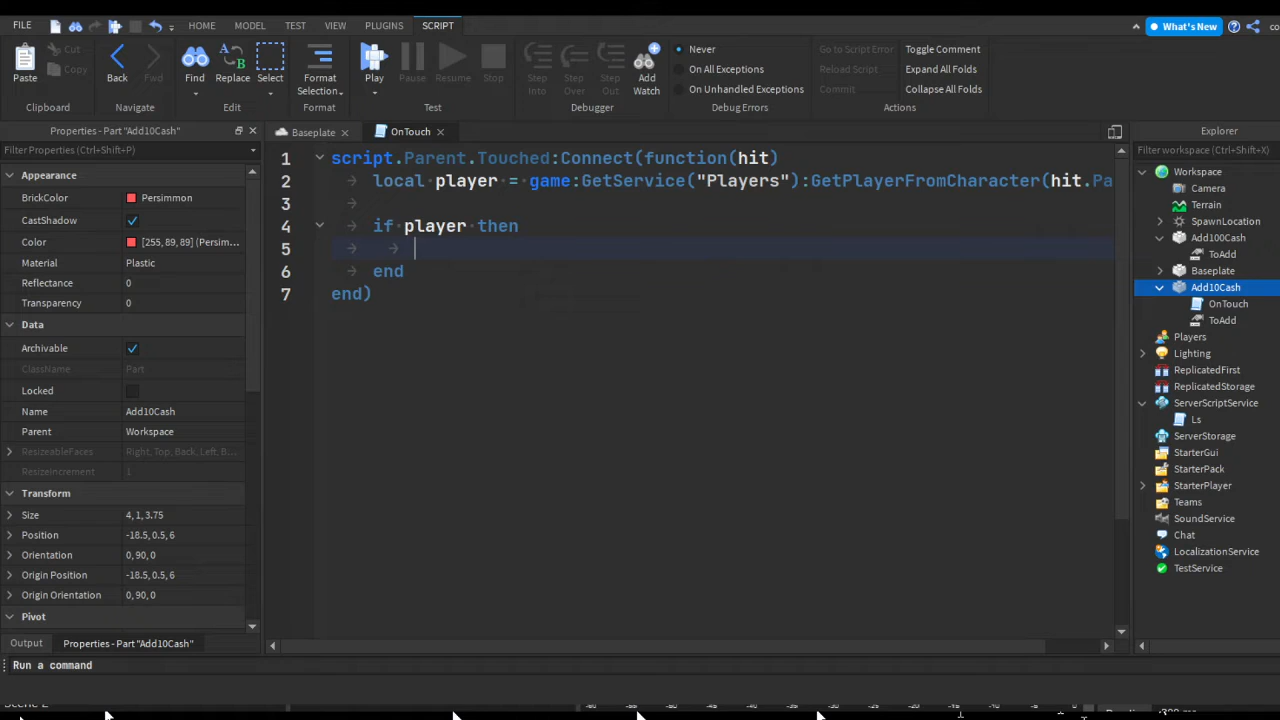 FILE HOME MODEL TEST VIEW PLUGINS SCRIPT What's New co
Paste Cut Copy Back Find Replace Select Format Selection Play Pause Resume Stop Step Into Step Over Step Out Add Watch
Never On All Exceptions On Unhandled Exceptions
Go to Script Error Reload Script Commit
Toggle Comment Expand All Folds Collapse All Folds
Clipboard Navigate Edit Format Test Debugger Debug Errors Actions
Properties - Part "Add10Cash"
Filter Properties (Ctrl+Shift+P)
Appearance
BrickColor Persimmon
CastShadow
Color [255,89,89] (Persim...
Material Plastic
Reflectance 0
Transparency 0
Data
Archivable
ClassName Part
Locked
Name Add10Cash
Parent Workspace
ResizeableFaces Right, Top, Back, Left, B...
ResizeIncrement 1
Transform
Size 4, 1, 3.75
Position -18.5, 0.5, 6
Orientation 0, 90, 0
Origin Position -18.5, 0.5, 6
Origin Orientation 0, 90, 0
Pivot
Output Properties - Part "Add10Cash"
Run a command
Baseplate OnTouch
1 script.Parent.Touched:Connect(function(hit)
2 local player = game:GetService("Players"):GetPlayerFromCharacter(hit.Pa
3
4 if player then
5
6 end
7 end)
Explorer
Filter workspace (Ctrl+Shift+X)
Workspace
Camera
Terrain
SpawnLocation
Add100Cash
ToAdd
Baseplate
Add10Cash
OnTouch
ToAdd
Players
Lighting
ReplicatedFirst
ReplicatedStorage
ServerScriptService
Ls
ServerStorage
StarterGui
StarterPack
StarterPlayer
Teams
SoundService
Chat
LocalizationService
TestService